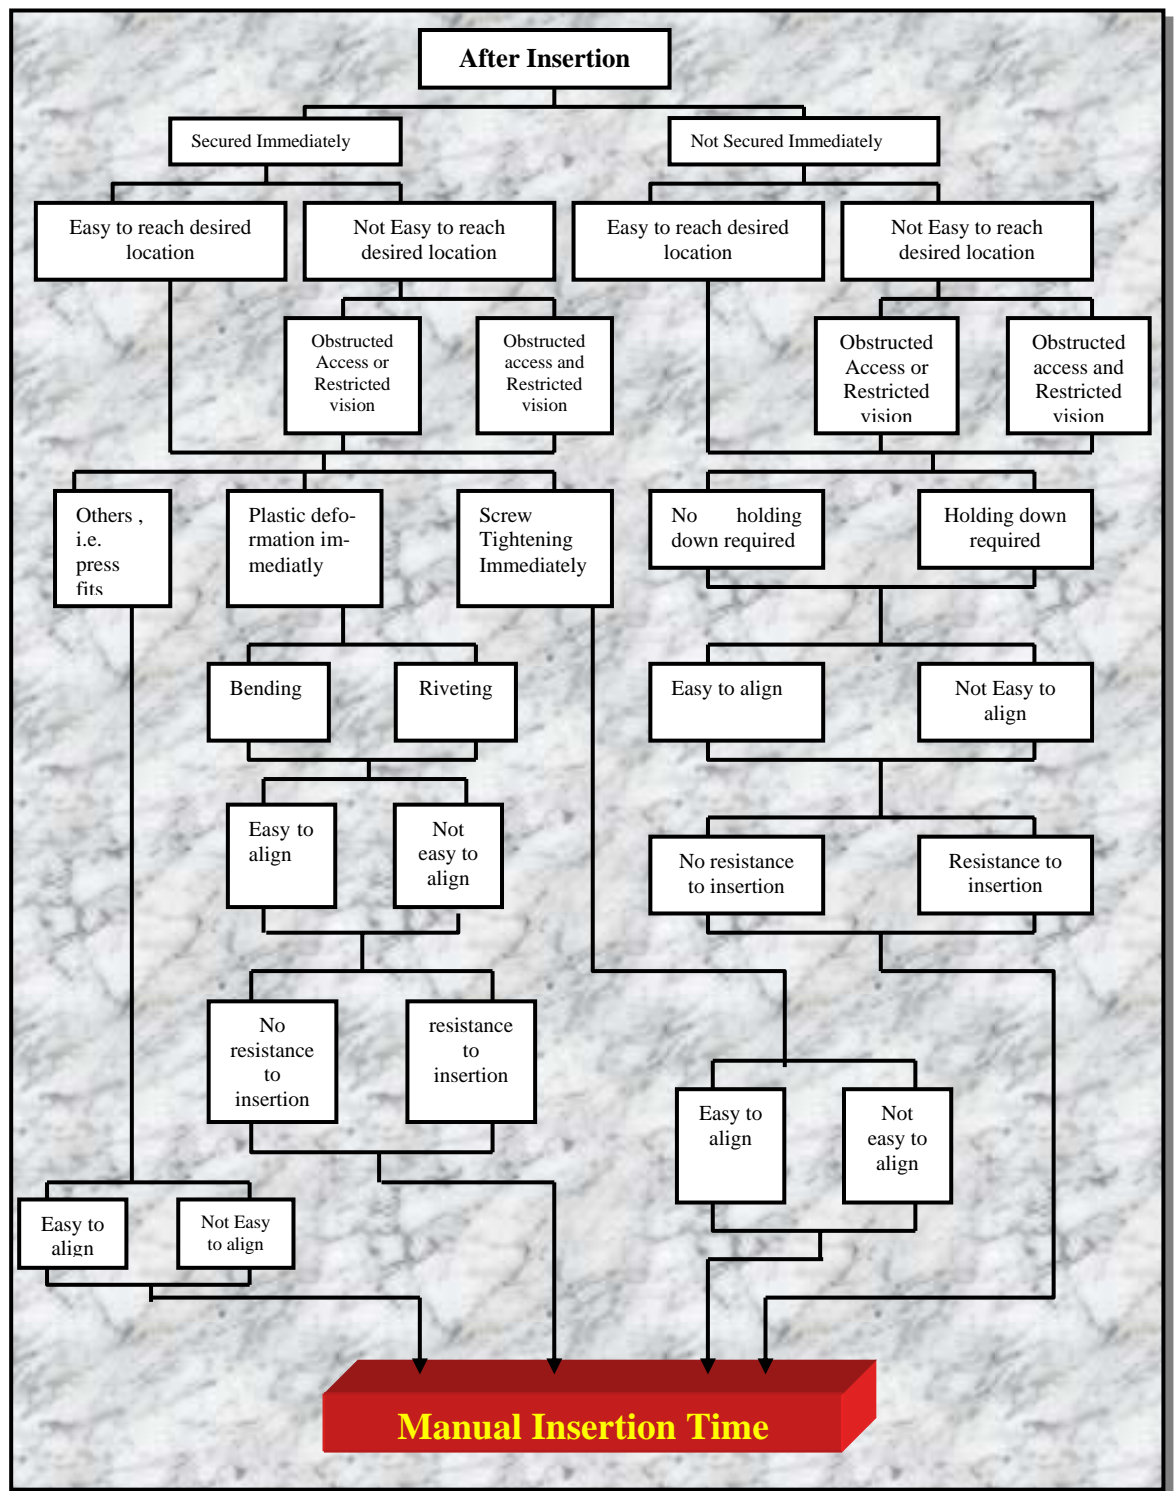 After Insertion
Secured Immediately
Not Secured Immediately
Easy to reach desired
location
Not Easy to reach
desired location
Easy to reach desired
location
Not Easy to reach
desired location
Obstructed
Access or
Restricted
vision
Obstructed
access and
Restricted
vision
Obstructed
Access or
Restricted
vision
Obstructed
access and
Restricted
vision
Others ,
i.e.
press
fits
Plastic defo-
rmation im-
mediatly
Screw
Tightening
Immediately
No holding
down required
Holding down
required
Bending
Riveting
Easy to align
Not Easy to
align
Easy to
align
Not
easy to
align
No resistance
to insertion
Resistance to
insertion
No
resistance
to
insertion
resistance
to
insertion
Easy to
align
Not
easy to
align
Easy to
align
Not Easy
to align
Manual Insertion Time